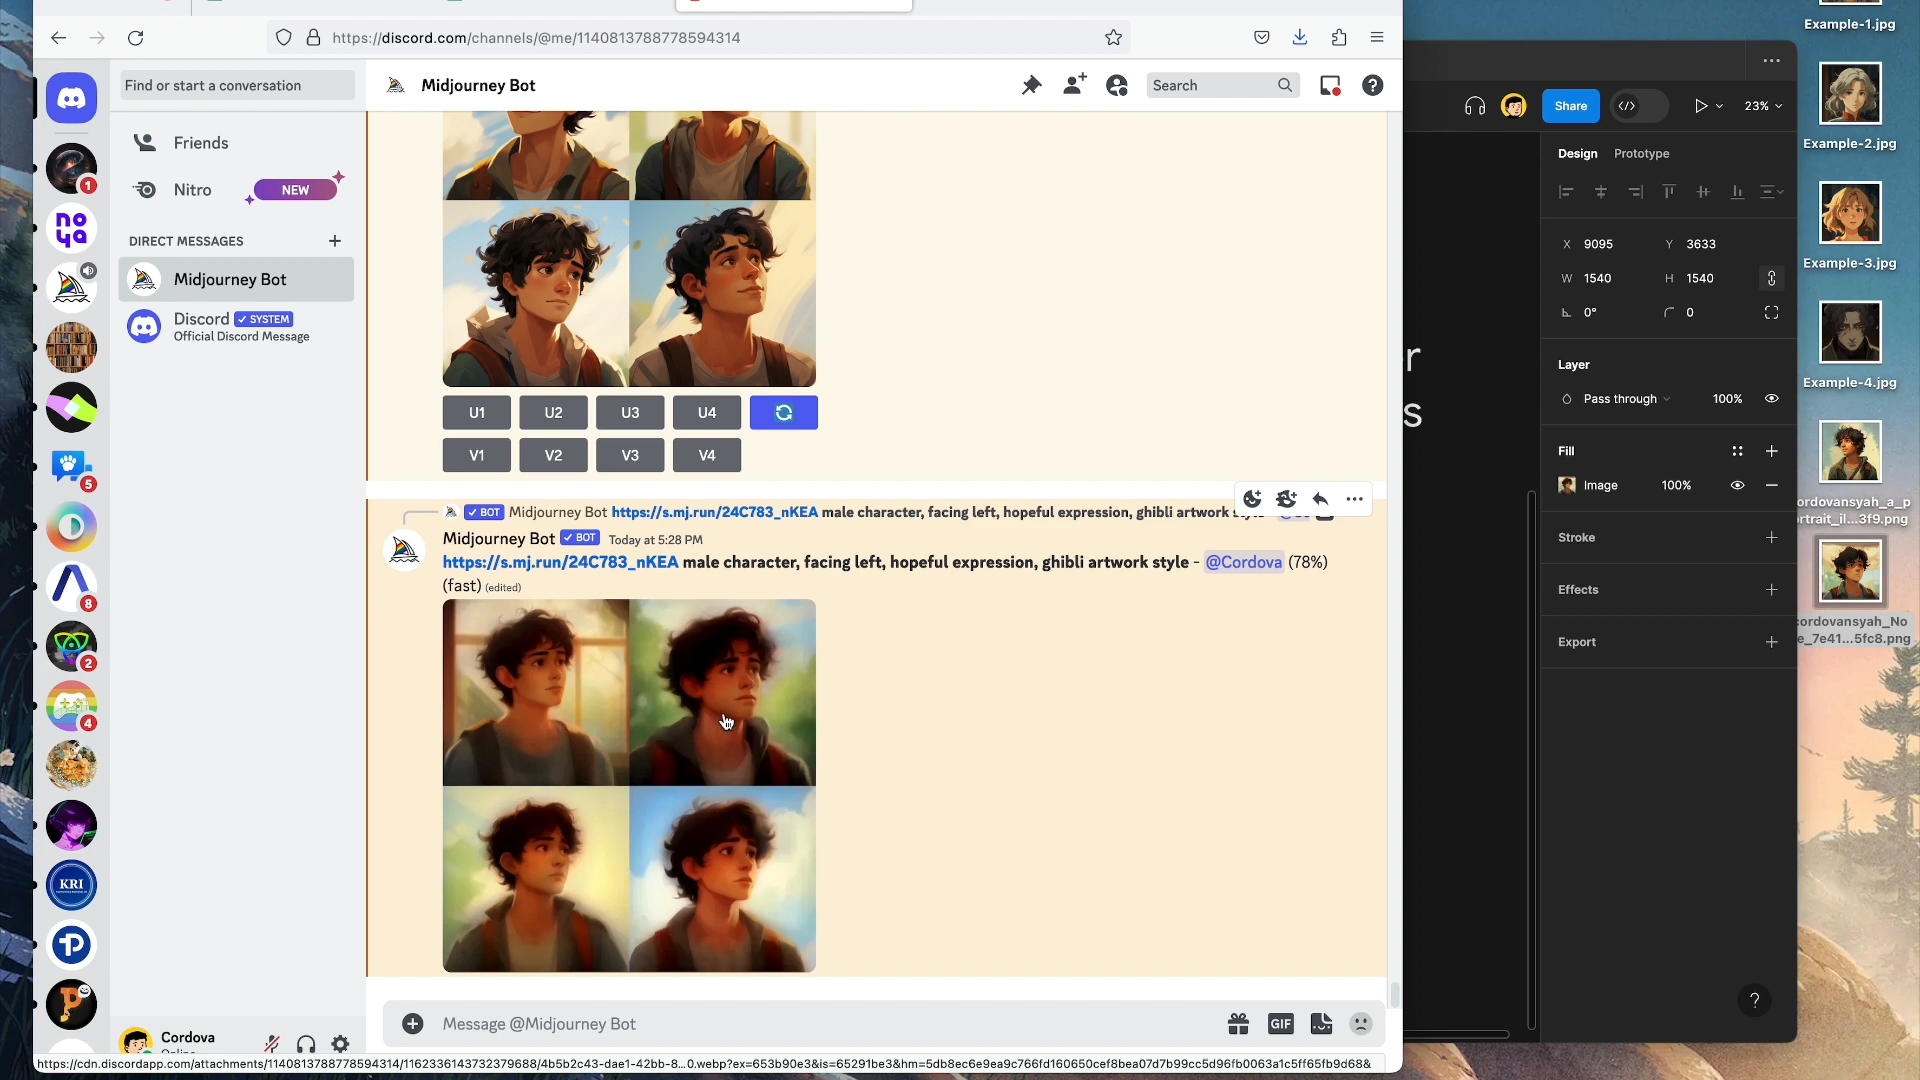 https://discord.com/channels/@me/1140813788778594314
Find or start a conversation
Midjourney Bot
Search
Friends
Nitro
NEW
DIRECT MESSAGES
Midjourney Bot
Discord
SYSTEM
Official Discord Message
1
5
8
2
4
noya
KRI
U1 U2 U3 U4
V1 V2 V3 V4
BOT Midjourney Bot https://s.mj.run/24C783_nKEA male character, facing left, hopeful expression, ghibli artwork
Midjourney Bot BOT Today at 5:28 PM
https://s.mj.run/24C783_nKEA male character, facing left, hopeful expression, ghibli artwork style - @Cordova (78%)
(fast) (edited)
Message @Midjourney Bot
GIF
Cordova
https://cdn.discordapp.com/attachments/1140813788778594314/1162336143732379688/4b5b2c43-dae1-42bb-8...0.webp?ex=653b90e3&is=65291be3&hm=5db8ec6e9ea9c766fd160650cef8bea07d7b99cc5d96fb0063a1c5ff65fb9d68&
r
s
Share
23%
Design Prototype
X 9095 Y 3633
W 1540 H 1540
0° 0
Layer
Pass through 100%
Fill
Image 100%
Stroke
Effects
Export
?
Example-1.jpg
Example-2.jpg
Example-3.jpg
Example-4.jpg
ordovansyah_a_p
rtrait_il...3f9.png
cordovansyah_No
e_7e41...5fc8.png